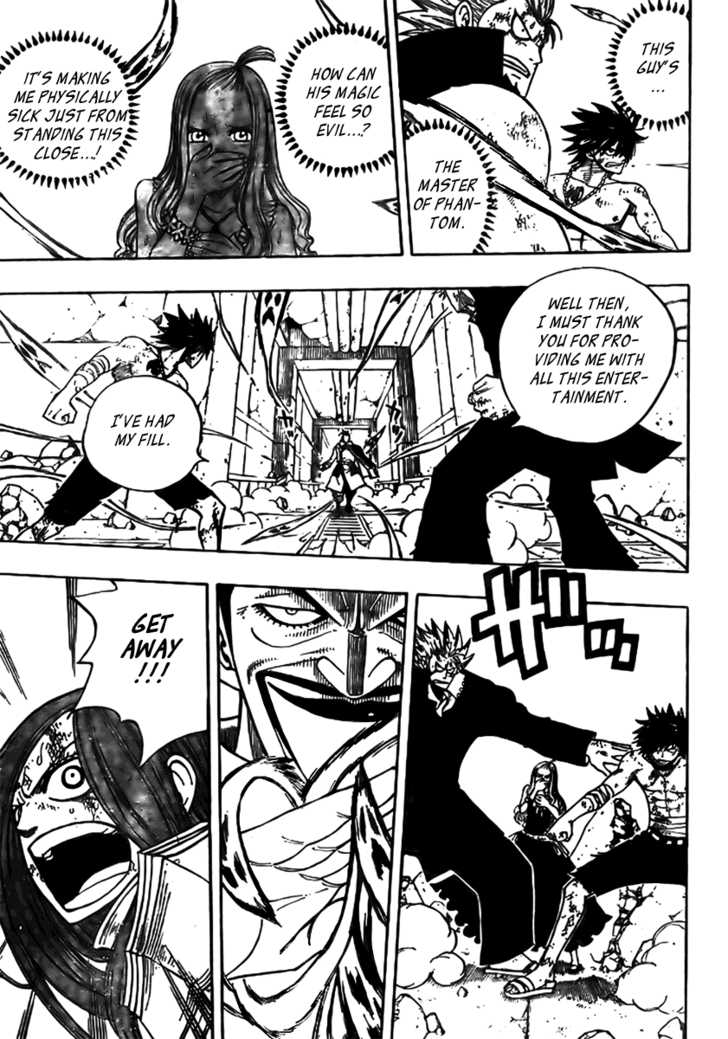 THIS
GUY'S
...
THE
MASTER
OF PHAN-
TOM.
HOW CAN
HIS MAGIC
FEEL SO
EVIL...?
IT'S MAKING
ME PHYSICALLY
SICK JUST FROM
STANDING THIS
CLOSE...!
WELL THEN,
I MUST THANK
YOU FOR PRO-
VIDING ME WITH
ALL THIS ENTER-
TAINMENT.
I'VE HAD
MY FILL.
ザッ
GET
AWAY
!!!